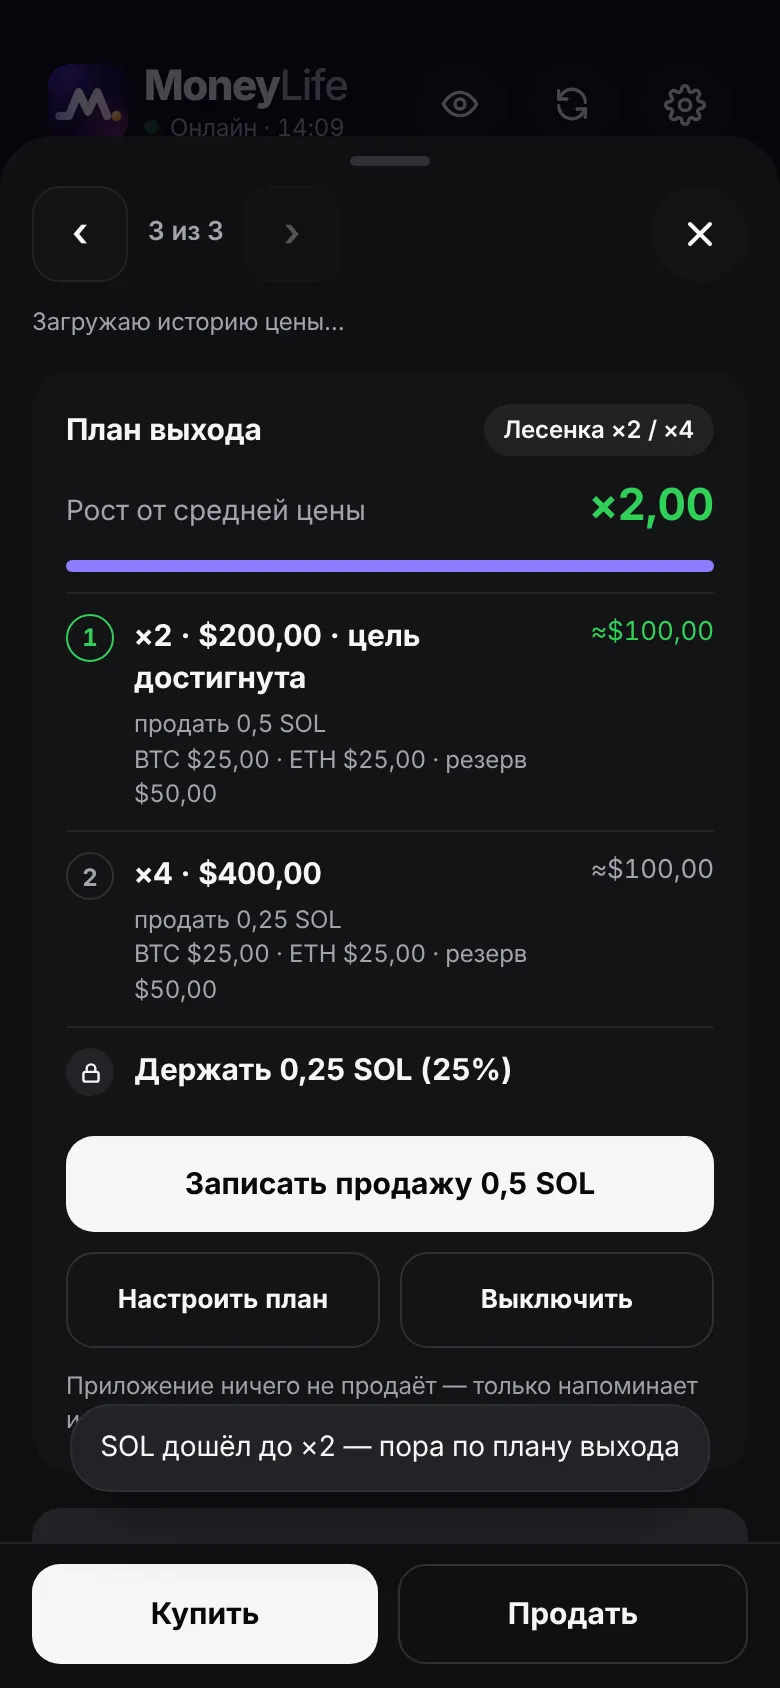 MoneyLife
Онлайн · 14:09
3 из 3
Загружаю историю цены...
План выхода
Лесенка ×2 / ×4
Рост от средней цены
×2,00
1
×2 · $200,00 · цель
достигнута
≈$100,00
продать 0,5 SOL
BTC $25,00 · ETH $25,00 · резерв
$50,00
2
×4 · $400,00
≈$100,00
продать 0,25 SOL
BTC $25,00 · ETH $25,00 · резерв
$50,00
Держать 0,25 SOL (25%)
Записать продажу 0,5 SOL
Настроить план
Выключить
Приложение ничего не продаёт — только напоминает
SOL дошёл до ×2 — пора по плану выхода
Купить
Продать